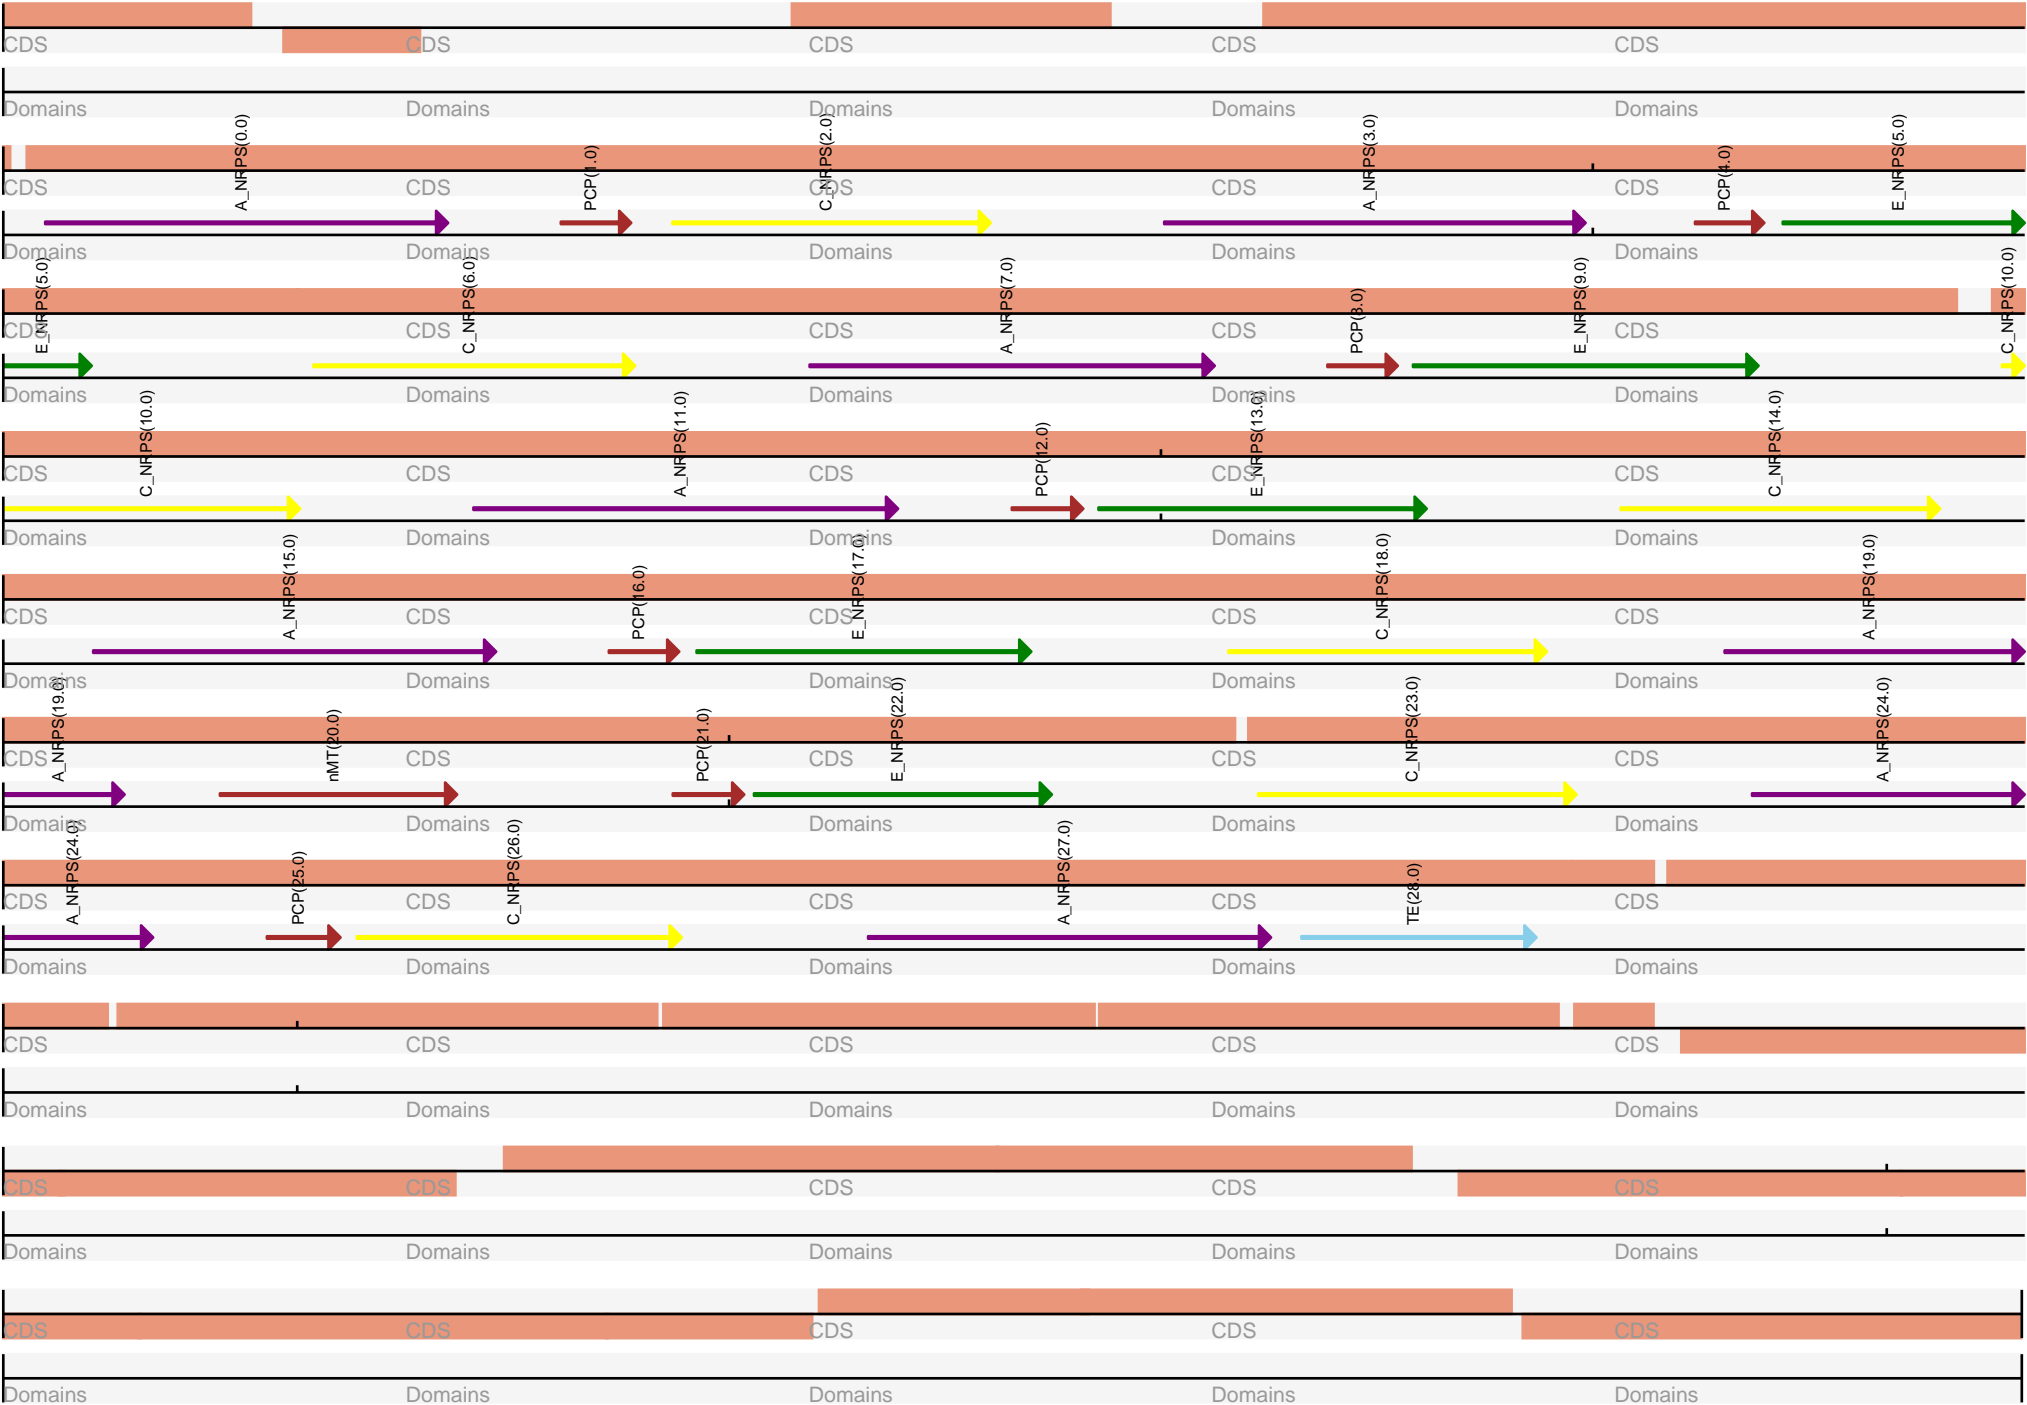 CDS CDS CDS CDS CDS
Domains Domains Domains Domains Domains
A_NRPS(0.0) PCP(1.0) C_NRPS(2.0) A_NRPS(3.0) PCP(4.0) E_NRPS(5.0)
CDS CDS CDS CDS CDS
Domains Domains Domains Domains Domains
E_NRPS(5.0) C_NRPS(6.0) A_NRPS(7.0) PCP(8.0) E_NRPS(9.0) C_NRPS(10.0)
CDS CDS CDS CDS CDS
Domains Domains Domains Domains Domains
C_NRPS(10.0) A_NRPS(11.0) PCP(12.0) E_NRPS(13.0) C_NRPS(14.0)
CDS CDS CDS CDS CDS
Domains Domains Domains Domains Domains
A_NRPS(15.0) PCP(16.0) E_NRPS(17.0) C_NRPS(18.0) A_NRPS(19.0)
CDS CDS CDS CDS CDS
Domains Domains Domains Domains Domains
A_NRPS(19.0) nMT(20.0) PCP(21.0) E_NRPS(22.0) C_NRPS(23.0) A_NRPS(24.0)
CDS CDS CDS CDS CDS
Domains Domains Domains Domains Domains
A_NRPS(24.0) PCP(25.0) C_NRPS(26.0) A_NRPS(27.0) TE(28.0)
CDS CDS CDS CDS CDS
Domains Domains Domains Domains Domains
CDS CDS CDS CDS CDS
Domains Domains Domains Domains Domains
CDS CDS CDS CDS CDS
Domains Domains Domains Domains Domains
CDS CDS CDS CDS CDS
Domains Domains Domains Domains Domains